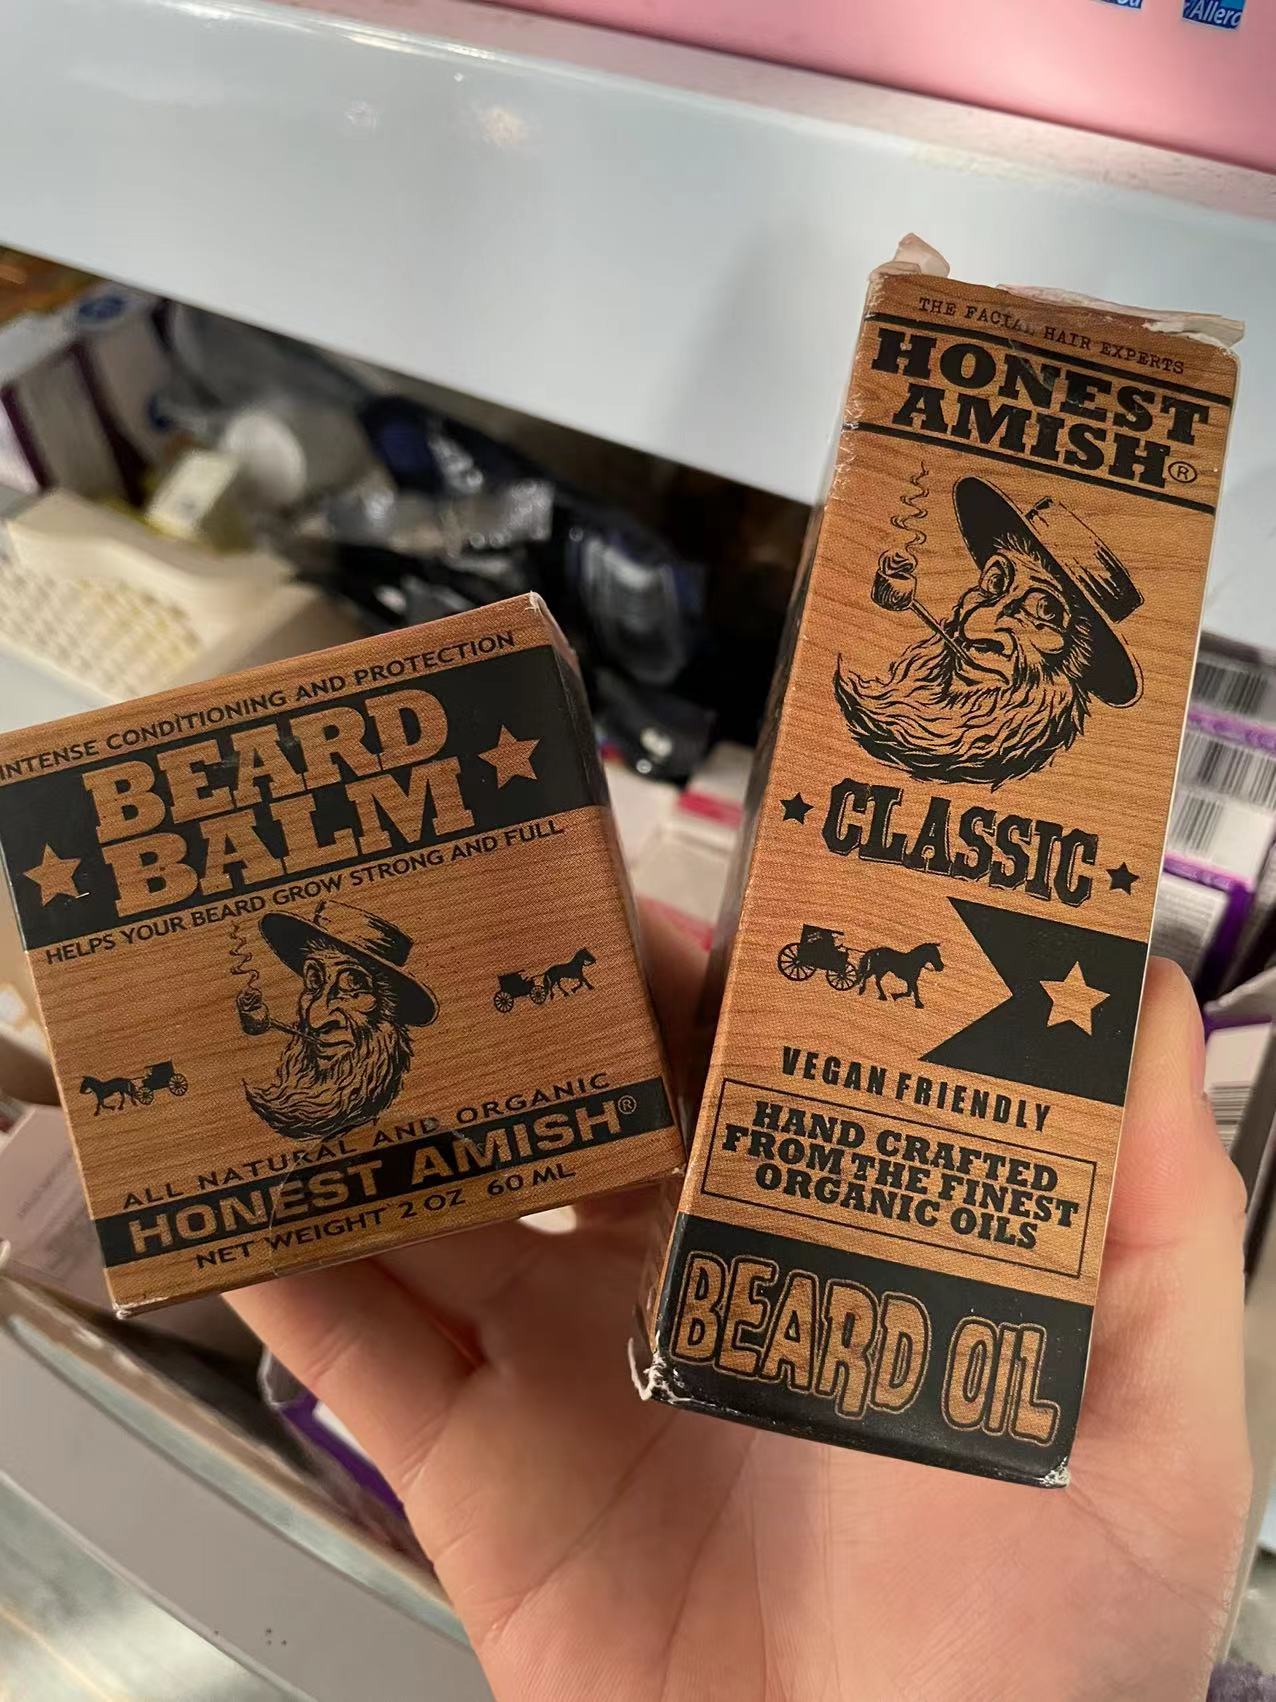 INTENSE CONDITIONING AND PROTECTION
BEARD
BALM
HELPS YOUR BEARD GROW STRONG AND FULL
ALL NATURAL AND ORGANIC
HONEST AMISH®
NET WEIGHT 2 OZ 60 ML
THE FACIAL HAIR EXPERTS
HONEST
AMISH®
CLASSIC
VEGAN FRIENDLY
HAND CRAFTED
FROM THE FINEST
ORGANIC OILS
BEARD OIL